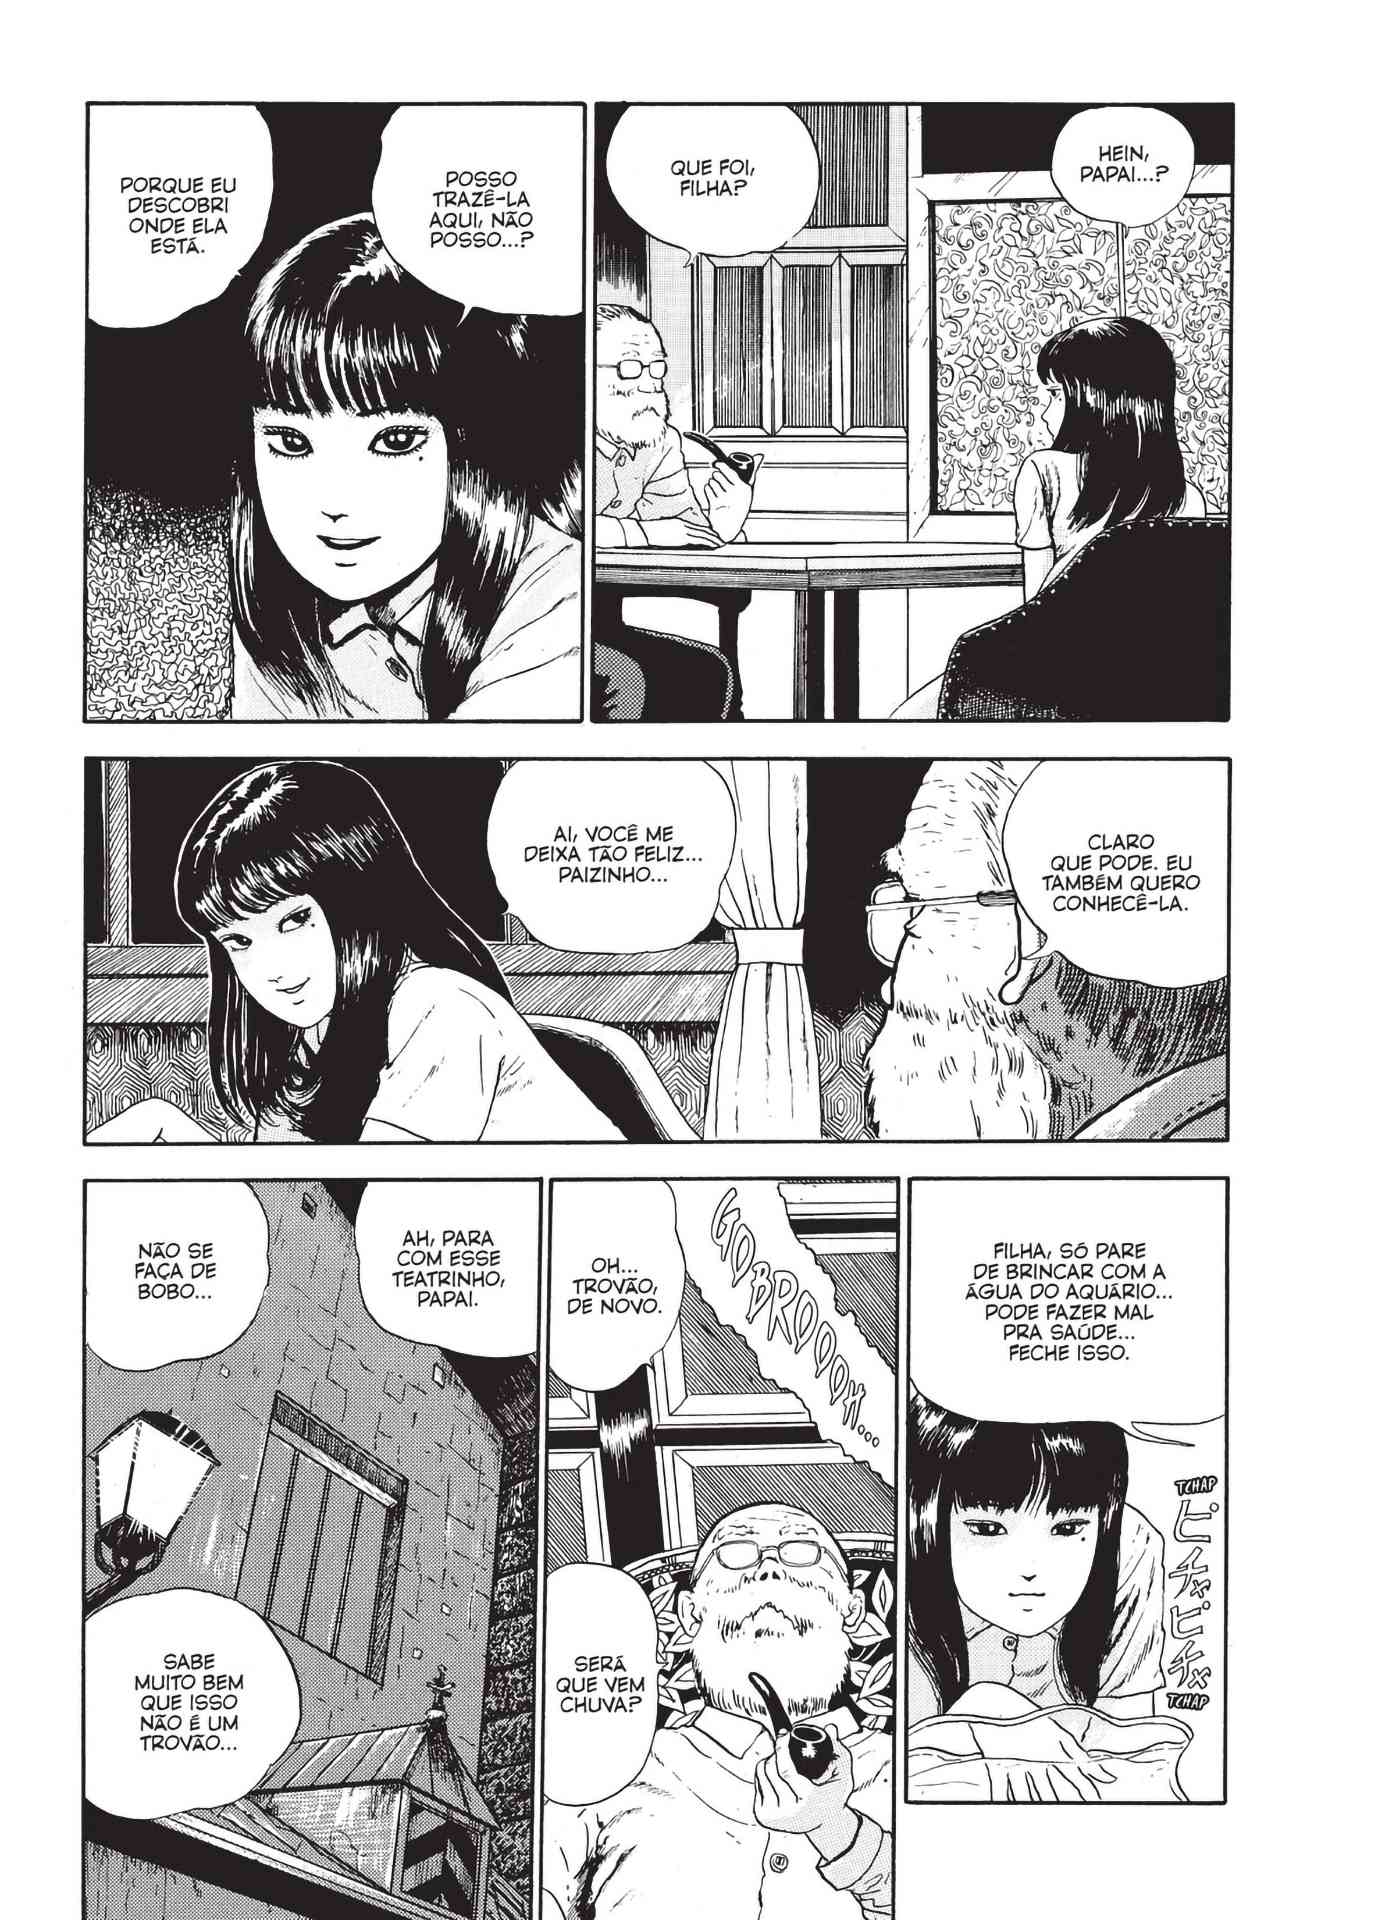 HEIN,
PAPAI...?
QUE FOI,
FILHA?
POSSO
TRAZÊ-LA
AQUI, NÃO
POSSO...?
PORQUE EU
DESCOBRI
ONDE ELA
ESTÁ.
CLARO
QUE PODE. EU
TAMBÉM QUERO
CONHECÊ-LA.
AI, VOCÊ ME
DEIXA TÃO FELIZ...
PAIZINHO...
FILHA, SÓ PARE
DE BRINCAR COM A
ÁGUA DO AQUÁRIO...
PODE FAZER MAL
PRA SAÚDE...
FECHE ISSO.
TCHAP
ピチャピチャ
TCHAP
GOBROOOH...
OH...
TROVÃO,
DE NOVO.
SERÁ
QUE VEM
CHUVA?
AH, PARA
COM ESSE
TEATRINHO,
PAPAI.
NÃO SE
FAÇA DE
BOBO...
SABE
MUITO BEM
QUE ISSO
NÃO É UM
TROVÃO...